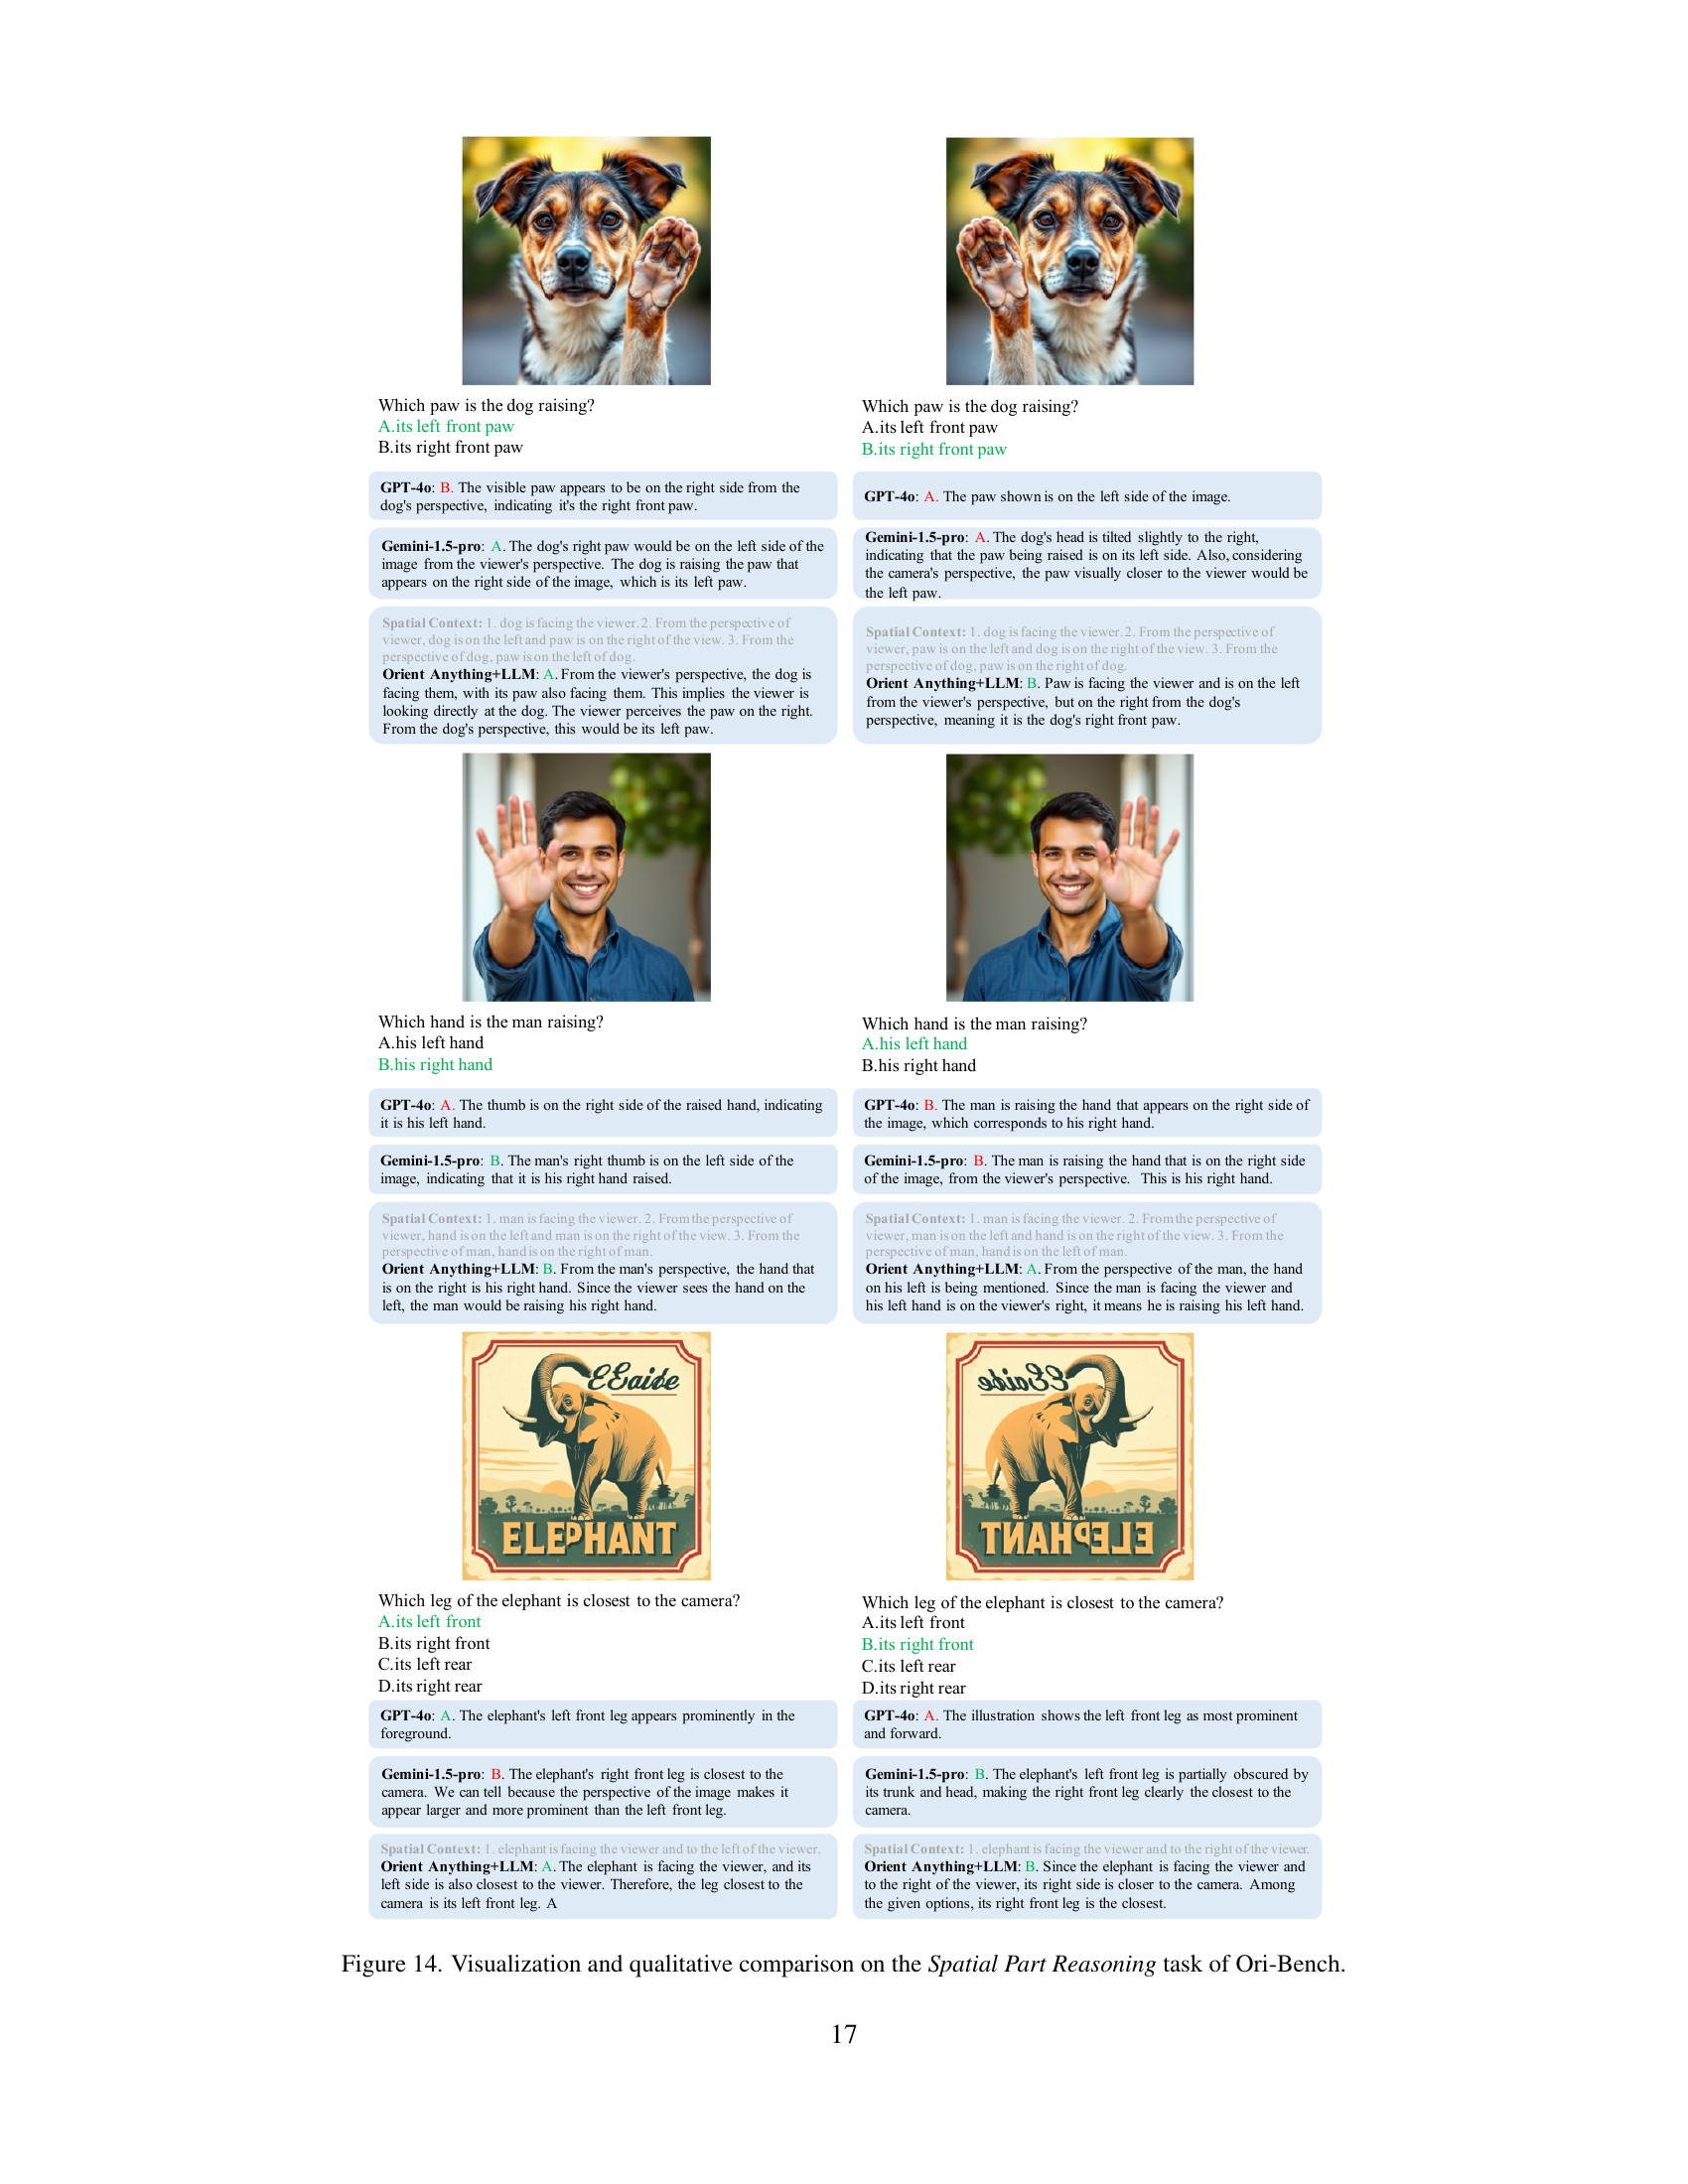 Which paw is the dog raising?
A.its left front paw
B.its right front paw
GPT-4o: B. The visible paw appears to be on the right side from the
dog's perspective, indicating it's the right front paw.
Gemini-1.5-pro: A. The dog's right paw would be on the left side of the
image from the viewer's perspective. The dog is raising the paw that
appears on the right side of the image, which is its left paw.
Spatial Context: 1. dog is facing the viewer. 2. From the perspective of
viewer, dog is on the left and paw is on the right of the view. 3. From the
perspective of dog, paw is on the left of dog.
Orient Anything+LLM: A. From the viewer's perspective, the dog is
facing them, with its paw also facing them. This implies the viewer is
looking directly at the dog. The viewer perceives the paw on the right.
From the dog's perspective, this would be its left paw.
Which paw is the dog raising?
A.its left front paw
B.its right front paw
GPT-4o: A. The paw shown is on the left side of the image.
Gemini-1.5-pro: A. The dog's head is tilted slightly to the right,
indicating that the paw being raised is on its left side. Also, considering
the camera's perspective, the paw visually closer to the viewer would be
the left paw.
Spatial Context: 1. dog is facing the viewer. 2. From the perspective of
viewer, paw is on the left and dog is on the right of the view. 3. From the
perspective of dog, paw is on the right of dog.
Orient Anything+LLM: B. Paw is facing the viewer and is on the left
from the viewer's perspective, but on the right from the dog's
perspective, meaning it is the dog's right front paw.
Which hand is the man raising?
A.his left hand
B.his right hand
GPT-4o: A. The thumb is on the right side of the raised hand, indicating
it is his left hand.
Gemini-1.5-pro: B. The man's right thumb is on the left side of the
image, indicating that it is his right hand raised.
Spatial Context: 1. man is facing the viewer. 2. From the perspective of
viewer, hand is on the left and man is on the right of the view. 3. From the
perspective of man, hand is on the right of man.
Orient Anything+LLM: B. From the man's perspective, the hand that
is on the right is his right hand. Since the viewer sees the hand on the
left, the man would be raising his right hand.
Which hand is the man raising?
A.his left hand
B.his right hand
GPT-4o: B. The man is raising the hand that appears on the right side of
the image, which corresponds to his right hand.
Gemini-1.5-pro: B. The man is raising the hand that is on the right side
of the image, from the viewer's perspective. This is his right hand.
Spatial Context: 1. man is facing the viewer. 2. From the perspective of
viewer, man is on the left and hand is on the right of the view. 3. From the
perspective of man, hand is on the left of man.
Orient Anything+LLM: A. From the perspective of the man, the hand
on his left is being mentioned. Since the man is facing the viewer and
his left hand is on the viewer's right, it means he is raising his left hand.
ELEPHANT
Which leg of the elephant is closest to the camera?
A.its left front
B.its right front
C.its left rear
D.its right rear
GPT-4o: A. The elephant's left front leg appears prominently in the
foreground.
Gemini-1.5-pro: B. The elephant's right front leg is closest to the
camera. We can tell because the perspective of the image makes it
appear larger and more prominent than the left front leg.
Spatial Context: 1. elephant is facing the viewer and to the left of the viewer.
Orient Anything+LLM: A. The elephant is facing the viewer, and its
left side is also closest to the viewer. Therefore, the leg closest to the
camera is its left front leg. A
ELEPHANT
Which leg of the elephant is closest to the camera?
A.its left front
B.its right front
C.its left rear
D.its right rear
GPT-4o: A. The illustration shows the left front leg as most prominent
and forward.
Gemini-1.5-pro: B. The elephant's left front leg is partially obscured by
its trunk and head, making the right front leg clearly the closest to the
camera.
Spatial Context: 1. elephant is facing the viewer and to the right of the viewer.
Orient Anything+LLM: B. Since the elephant is facing the viewer and
to the right of the viewer, its right side is closer to the camera. Among
the given options, its right front leg is the closest.
Figure 14. Visualization and qualitative comparison on the Spatial Part Reasoning task of Ori-Bench.
17